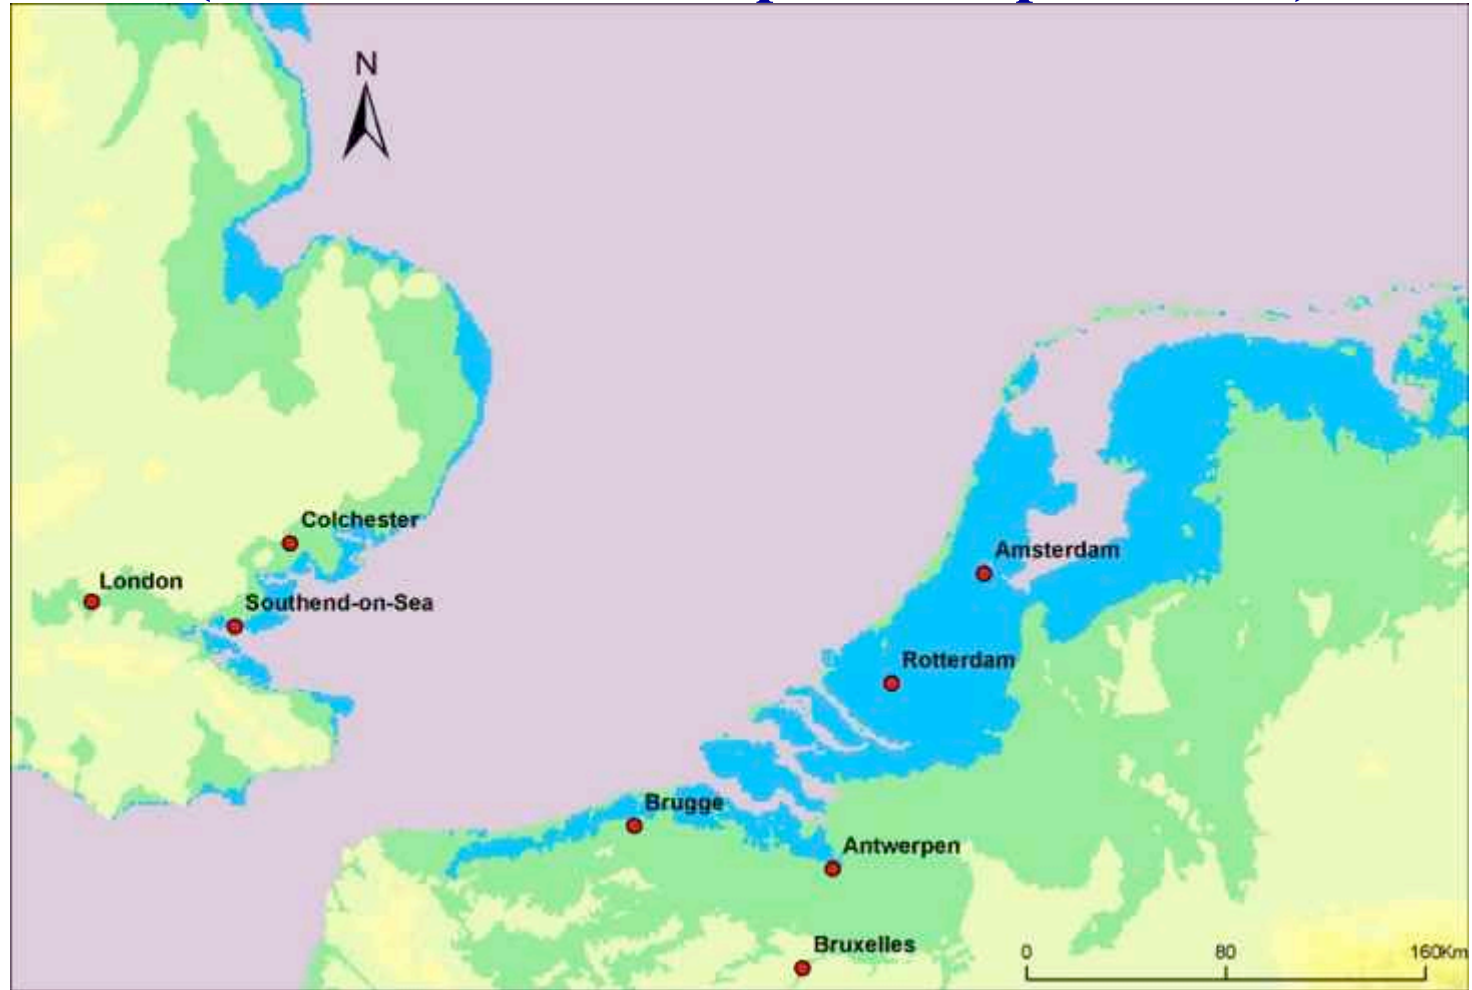 N
Colchester
London
Southend-on-Sea
Amsterdam
Rotterdam
Brugge
Antwerpen
Bruxelles
0 80 160Km